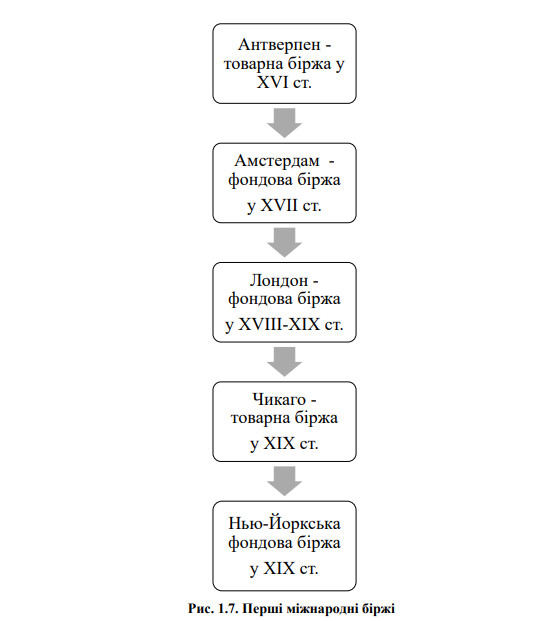 Антверпен -
товарна біржа у
XVI ст.
Амстердам -
фондова біржа
у XVII ст.
Лондон -
фондова біржа
у XVIII-XIX ст.
Чикаго -
товарна біржа
у XIX ст.
Нью-Йоркська
фондова біржа
у XIX ст.
Рис. 1.7. Перші міжнародні біржі